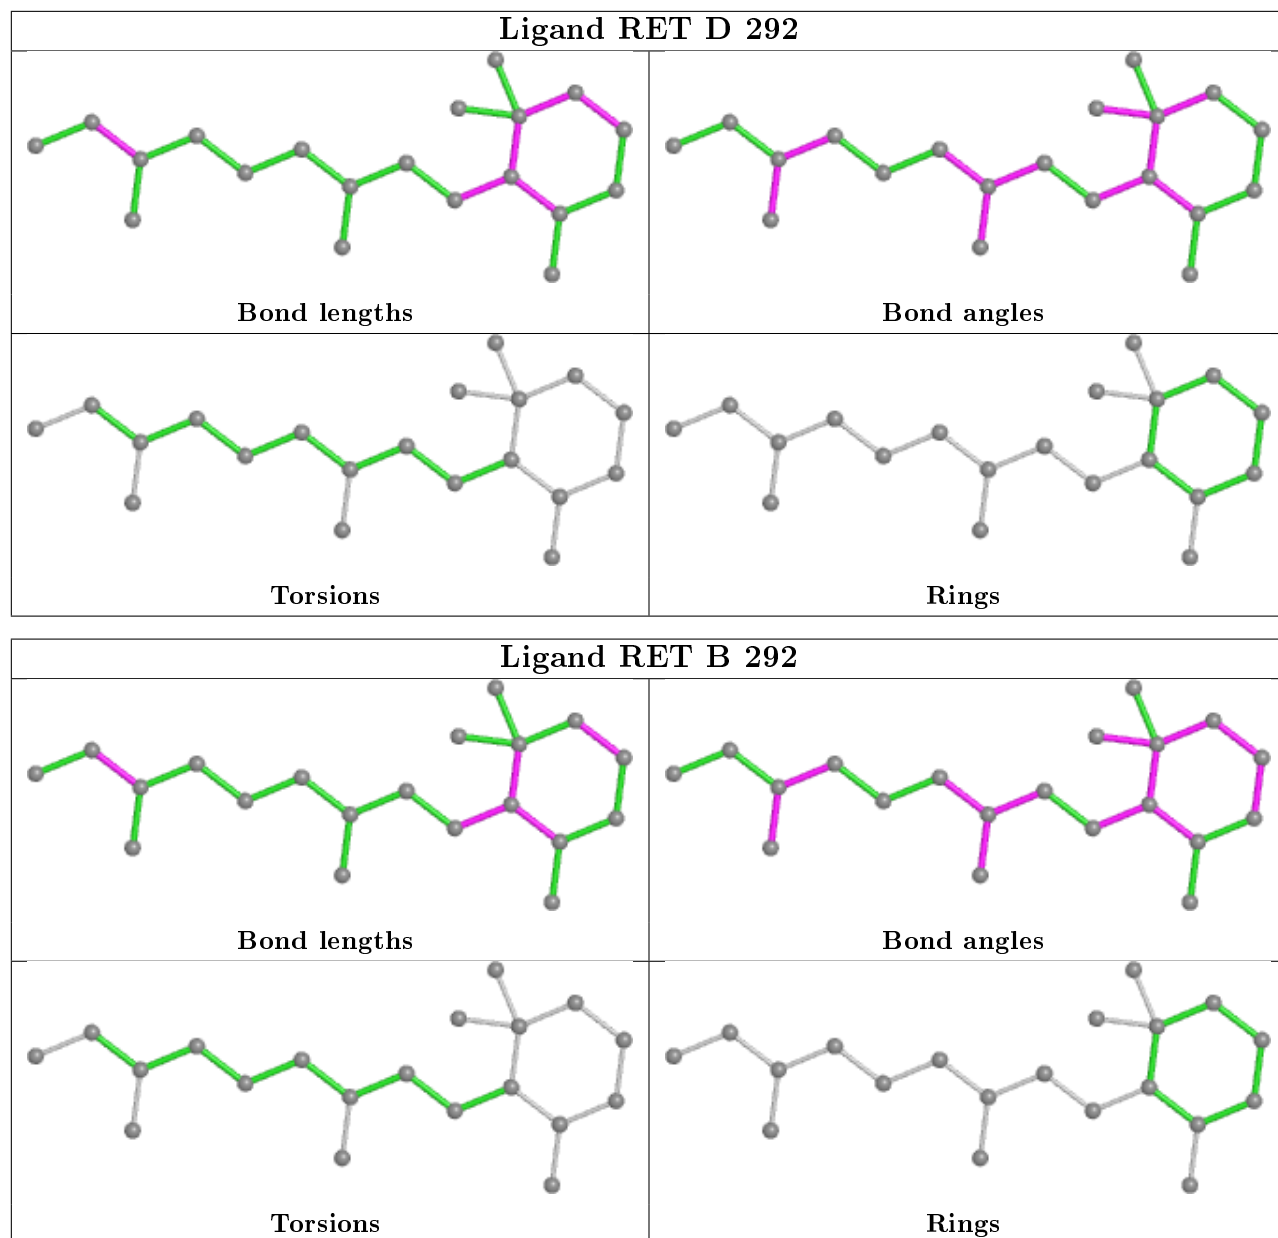 Ligand RET D 292
Bond lengths
Bond angles
Torsions
Rings
Ligand RET B 292
Bond lengths
Bond angles
Torsions
Rings